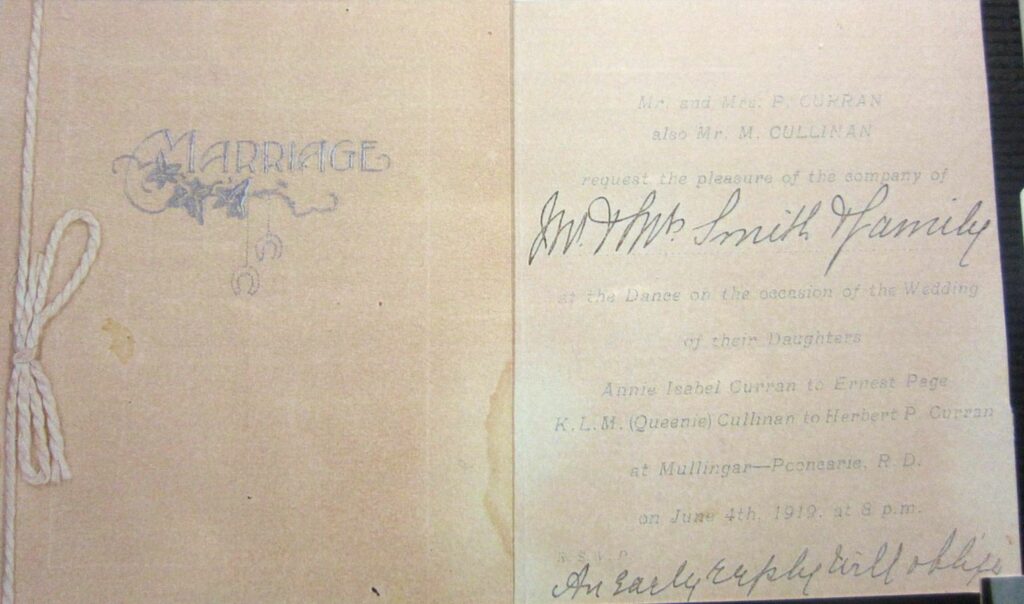 MARRIAGE
Mr. and Mrs. P. CURRAN
also Mr. M. CULLINAN
request the pleasure of the company of
Mr. & Mrs Smith & family
at the Dance on the occasion of the Wedding
of their Daughters
Annie Isabel Curran to Ernest Page
K. L. M. (Queenie) Cullinan to Herbert P. Curran
at Mullingar—Pooncarie, R. D.
on June 4th, 1919, at 8 p.m.
R. S. V. P.
An Early reply will oblige